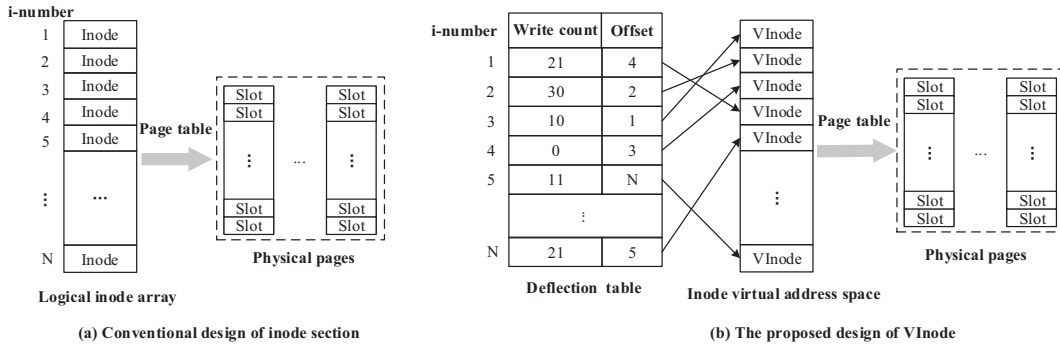 i-number
1 Inode
2 Inode
3 Inode
4 Inode
5 Inode
⋮ ⋮ ...
N Inode
Page table
Slot Slot
Slot Slot
⋮ ... ⋮
Slot Slot
Slot Slot
Physical pages
Logical inode array
(a) Conventional design of inode section
i-number Write count Offset
1 21 4
2 30 2
3 10 1
4 0 3
5 11 N
⋮ ⋮
N 21 5
Deflection table
VInode
VInode
VInode
VInode
VInode
⋮
VInode
Inode virtual address space
Page table
Slot Slot
Slot Slot
⋮ ... ⋮
Slot Slot
Slot Slot
Physical pages
(b) The proposed design of VInode